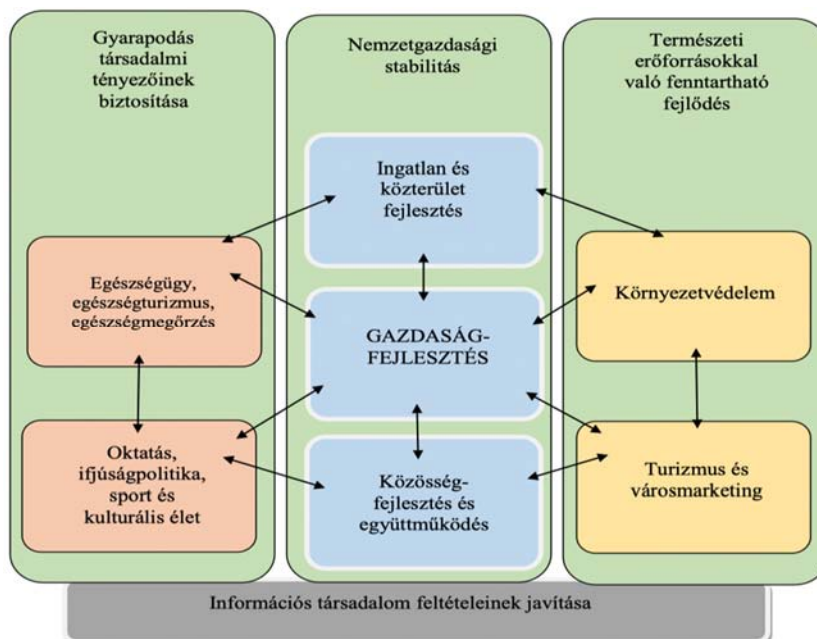 Gyarapodás
társadalmi
tényezőinek
biztosítása
Egészségügy,
egészségturizmus,
egészségmegőrzés
Oktatás,
ifjúságpolitika,
sport és
kulturális élet
Nemzetgazdasági
stabilitás
Ingatlan és
közterület
fejlesztés
GAZDASÁG-
FEJLESZTÉS
Közösség-
fejlesztés és
együttműködés
Természeti
erőforrásokkal
való fenntartható
fejlődés
Környezetvédelem
Turizmus és
városmarketing
Információs társadalom feltételeinek javítása